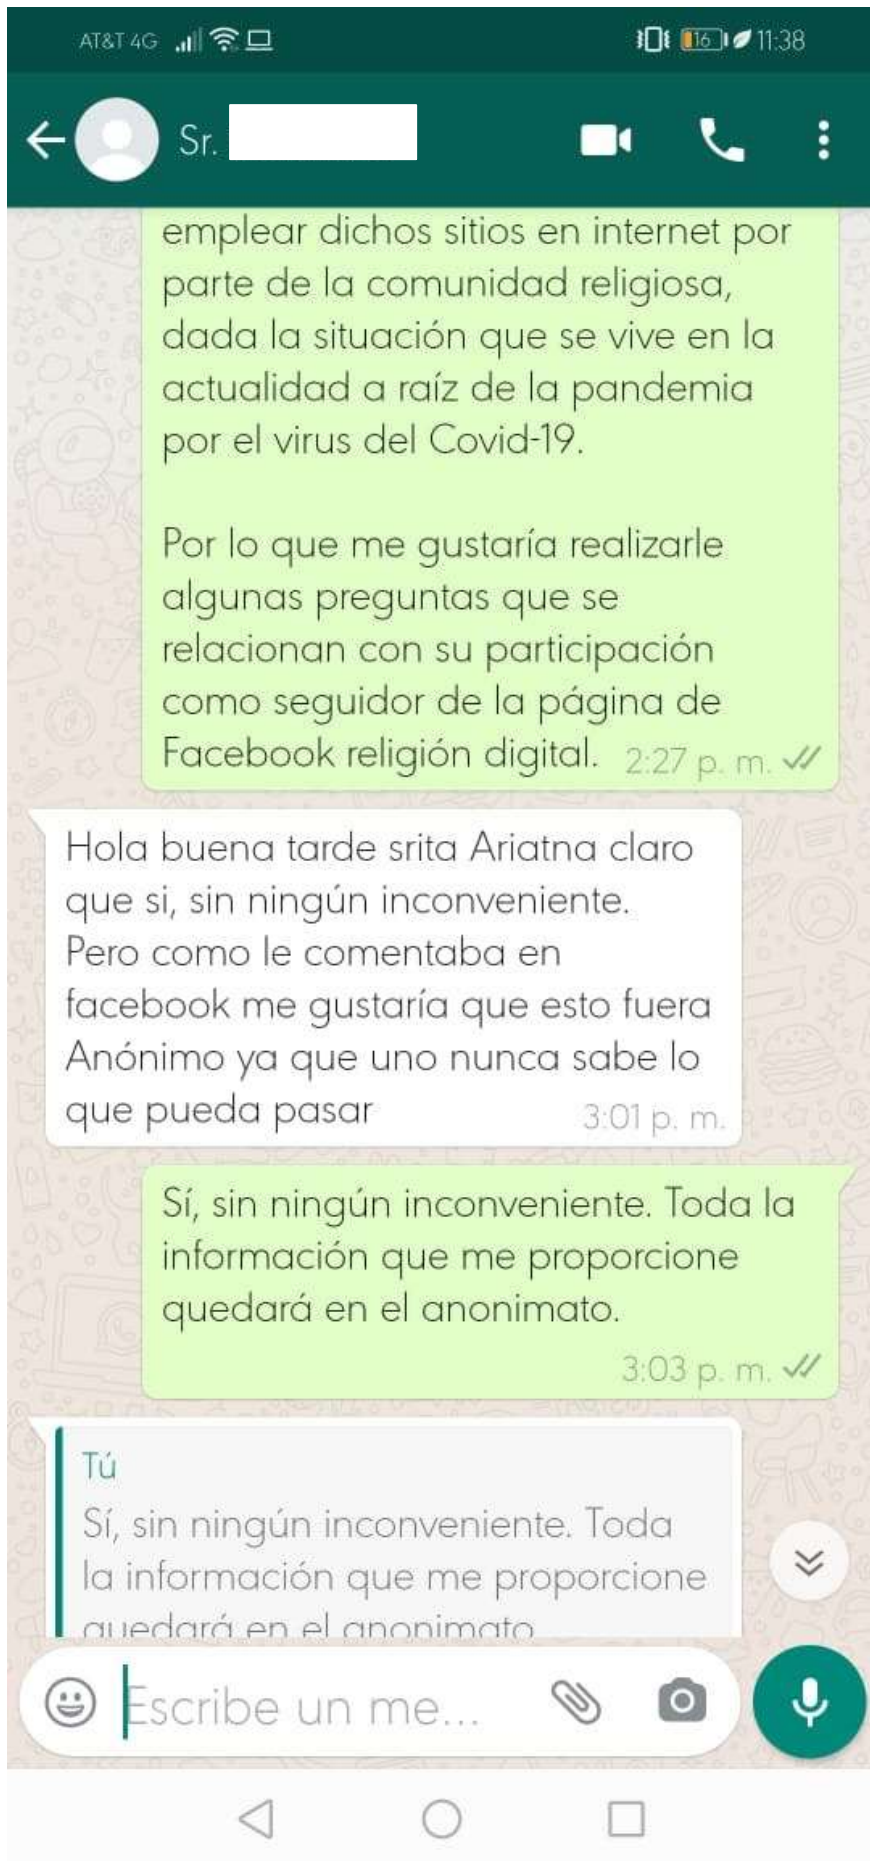 AT&T 4G 16 11:38
Sr.
emplear dichos sitios en internet por
parte de la comunidad religiosa,
dada la situación que se vive en la
actualidad a raíz de la pandemia
por el virus del Covid-19.
Por lo que me gustaría realizarle
algunas preguntas que se
relacionan con su participación
como seguidor de la página de
Facebook religión digital. 2:27 p. m.
Hola buena tarde srita Ariatna claro
que si, sin ningún inconveniente.
Pero como le comentaba en
facebook me gustaría que esto fuera
Anónimo ya que uno nunca sabe lo
que pueda pasar 3:01 p. m.
Sí, sin ningún inconveniente. Toda la
información que me proporcione
quedará en el anonimato.
3:03 p. m.
Tú
Sí, sin ningún inconveniente. Toda
la información que me proporcione
quedará en el anonimato
Escribe un me...